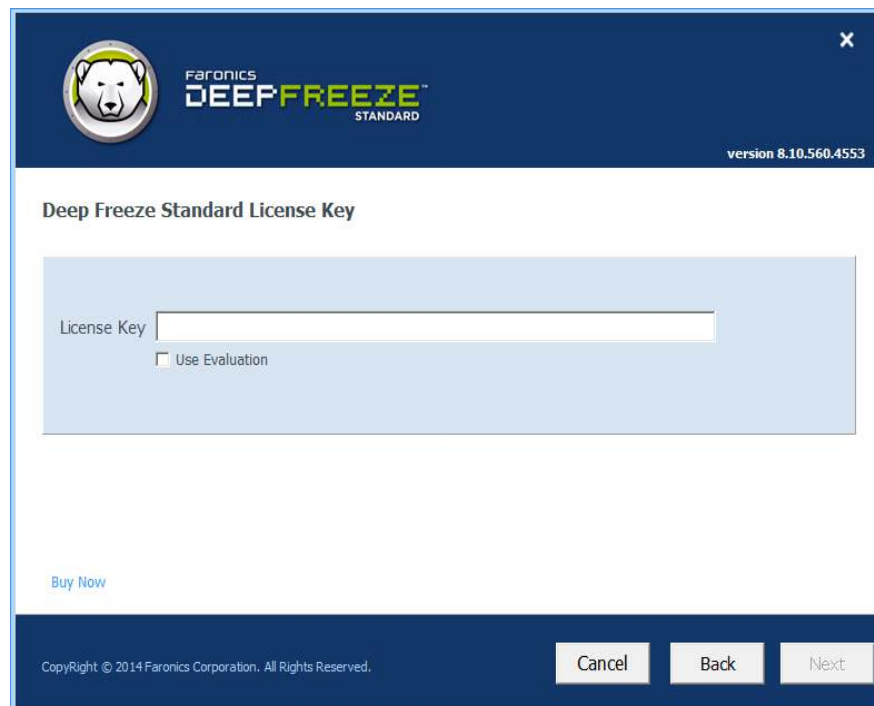 Faronics
DEEPFREEZE™
STANDARD
version 8.10.560.4553
Deep Freeze Standard License Key
License Key
Use Evaluation
Buy Now
CopyRight © 2014 Faronics Corporation. All Rights Reserved.
Cancel
Back
Next